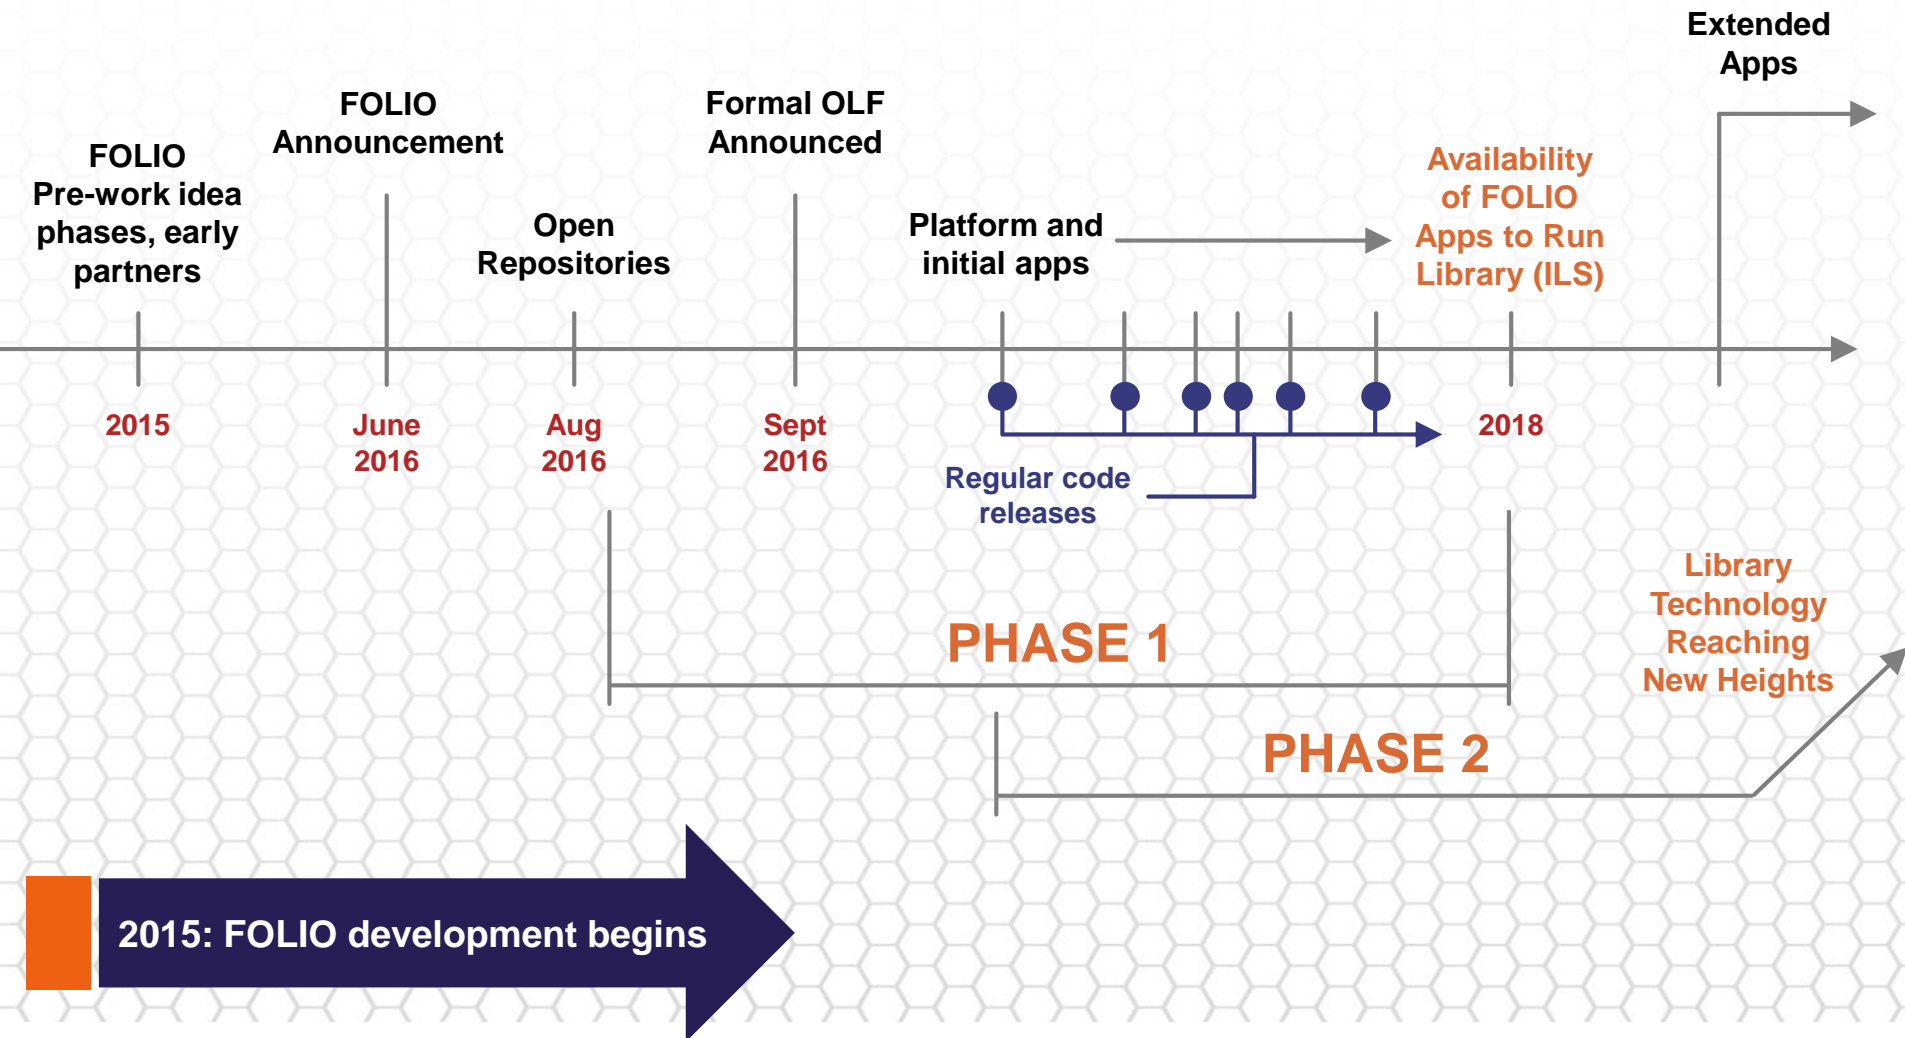 FOLIO
Pre-work idea
phases, early
partners
FOLIO
Announcement
Open
Repositories
Formal OLF
Announced
Platform and
initial apps
Availability
of FOLIO
Apps to Run
Library (ILS)
Extended
Apps
2015
June
2016
Aug
2016
Sept
2016
2018
Regular code
releases
PHASE 1
PHASE 2
Library
Technology
Reaching
New Heights
2015: FOLIO development begins